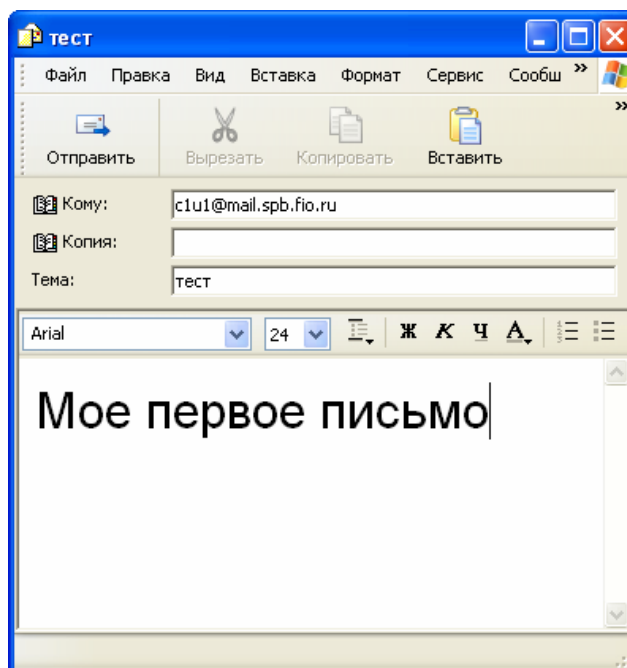 тест
Файл Правка Вид Вставка Формат Сервис Сообщ »
»
Отправить Вырезать Копировать Вставить
Кому: c1u1@mail.spb.fio.ru
Копия:
Тема: тест
Arial 24 Ж К Ч А
Мое первое письмо